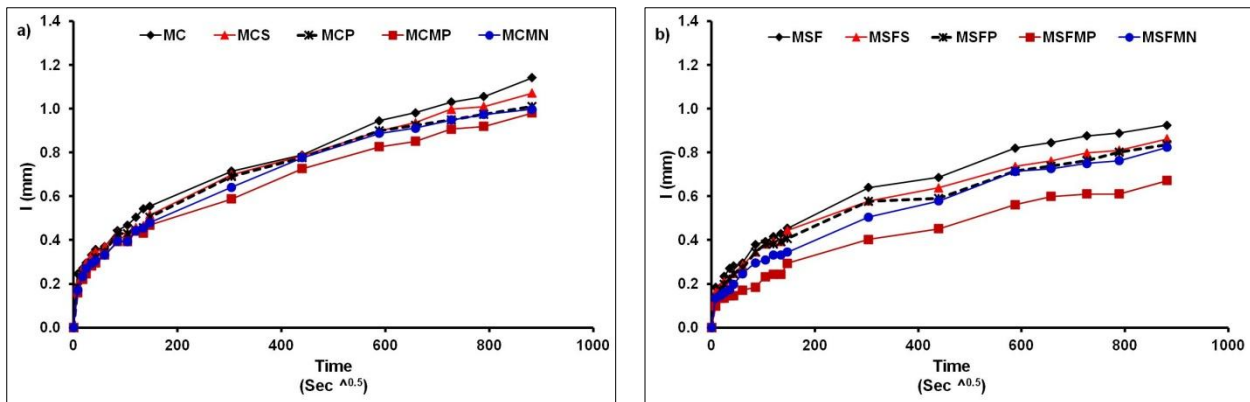 a)
MC MCS MCP MCMP MCMN
I (mm)
1.4
1.2
1.0
0.8
0.6
0.4
0.2
0.0
0 200 400 600 800 1000
Time
(Sec ^0.5)
b)
MSF MSFS MSFP MSFMP MSFMN
I (mm)
1.4
1.2
1.0
0.8
0.6
0.4
0.2
0.0
0 200 400 600 800 1000
Time
(Sec ^0.5)